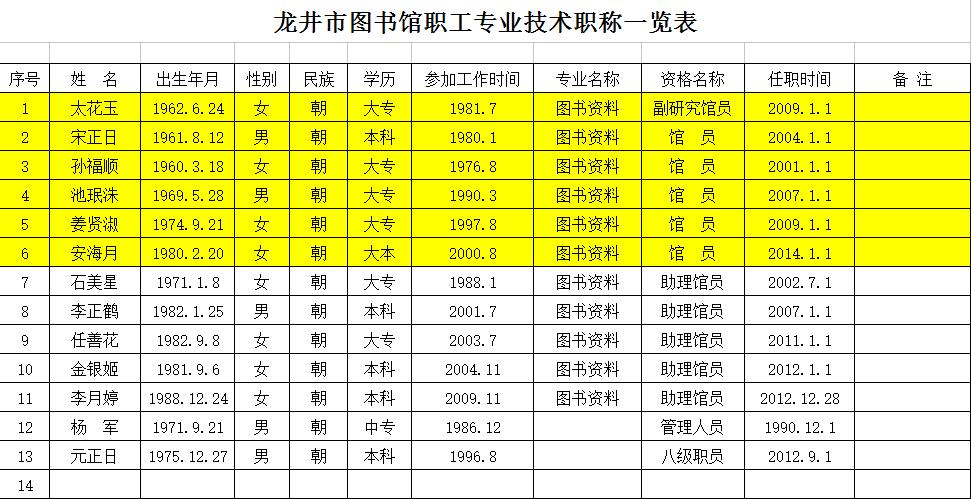 龙井市图书馆职工专业技术职称一览表
序号 姓 名 出生年月 性别 民族 学历 参加工作时间 专业名称 资格名称 任职时间 备 注
1 太花玉 1962.6.24 女 朝 大专 1981.7 图书资料 副研究馆员 2009.1.1
2 宋正日 1961.8.12 男 朝 本科 1980.1 图书资料 馆 员 2004.1.1
3 孙福顺 1960.3.18 女 朝 大专 1976.8 图书资料 馆 员 2001.1.1
4 池珉洙 1969.5.28 男 朝 大专 1990.3 图书资料 馆 员 2007.1.1
5 姜贤淑 1974.9.21 女 朝 大专 1997.8 图书资料 馆 员 2009.1.1
6 安海月 1980.2.20 女 朝 大本 2000.8 图书资料 馆 员 2014.1.1
7 石美星 1971.1.8 女 朝 大专 1988.1 图书资料 助理馆员 2002.7.1
8 李正鹤 1982.1.25 男 朝 本科 2001.7 图书资料 助理馆员 2007.1.1
9 任善花 1982.9.8 女 朝 大专 2003.7 图书资料 助理馆员 2011.1.1
10 金银姬 1981.9.6 女 朝 本科 2004.11 图书资料 助理馆员 2012.1.1
11 李月婷 1988.12.24 女 朝 本科 2009.11 图书资料 助理馆员 2012.12.28
12 杨 军 1971.9.21 男 朝 中专 1986.12 管理人员 1990.12.1
13 元正日 1975.12.27 男 朝 本科 1996.8 八级职员 2012.9.1
14